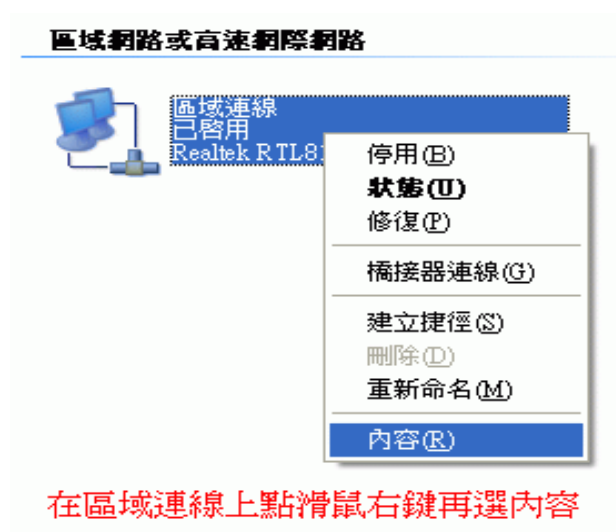 區域網路或高速網際網路
區域連線
已啓用
Realtek RTL81
停用(B)
狀態(U)
修復(P)
橋接器連線(G)
建立捷徑(S)
刪除(D)
重新命名(M)
內容(R)
在區域連線上點滑鼠右鍵再選內容